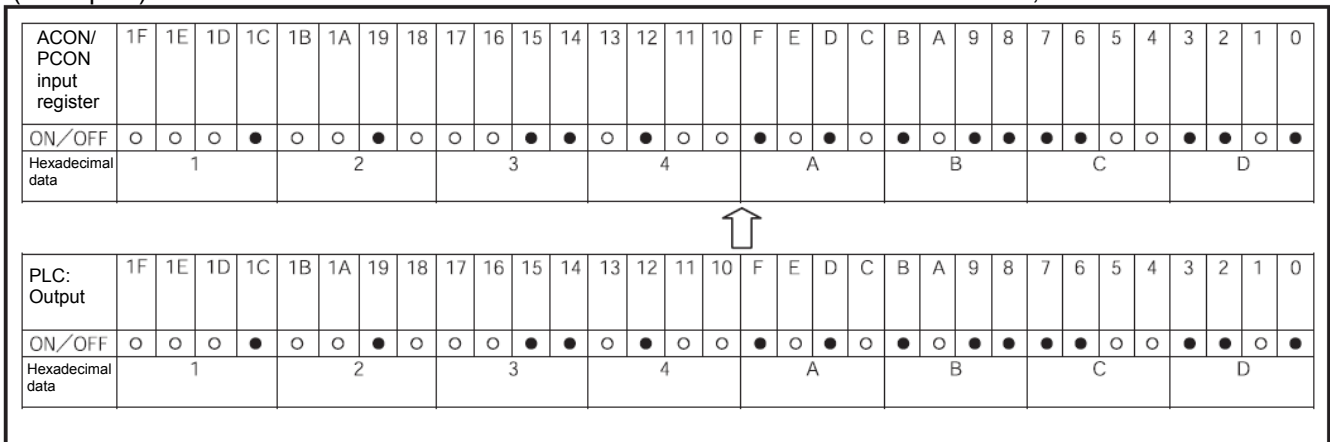 ACON/ 1F 1E 1D 1C 1B 1A 19 18 17 16 15 14 13 12 11 10 F E D C B A 9 8 7 6 5 4 3 2 1 0
PCON
input
register
ON/OFF ○ ○ ○ ● ○ ○ ● ○ ○ ○ ● ● ○ ● ○ ○ ● ○ ● ○ ● ○ ● ● ● ● ○ ○ ● ● ○ ●
Hexadecimal 1 2 3 4 A B C D
data
PLC: 1F 1E 1D 1C 1B 1A 19 18 17 16 15 14 13 12 11 10 F E D C B A 9 8 7 6 5 4 3 2 1 0
Output
ON/OFF ○ ○ ○ ● ○ ○ ● ○ ○ ○ ● ● ○ ● ○ ○ ● ○ ● ○ ● ○ ● ● ● ● ○ ○ ● ● ○ ●
Hexadecimal 1 2 3 4 A B C D
data